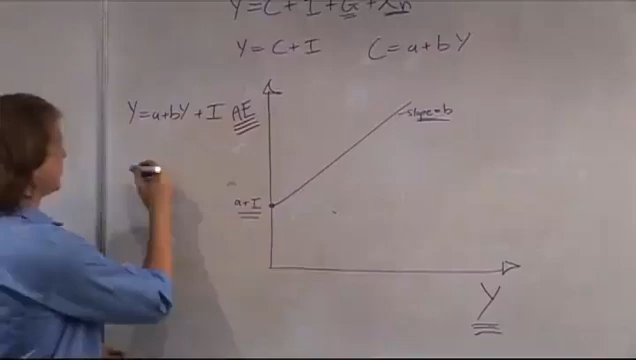 Y=C+I+G+Xn
Y=C+I C=a+bY
Y=a+bY+I AE
slope=b
a+I
Y